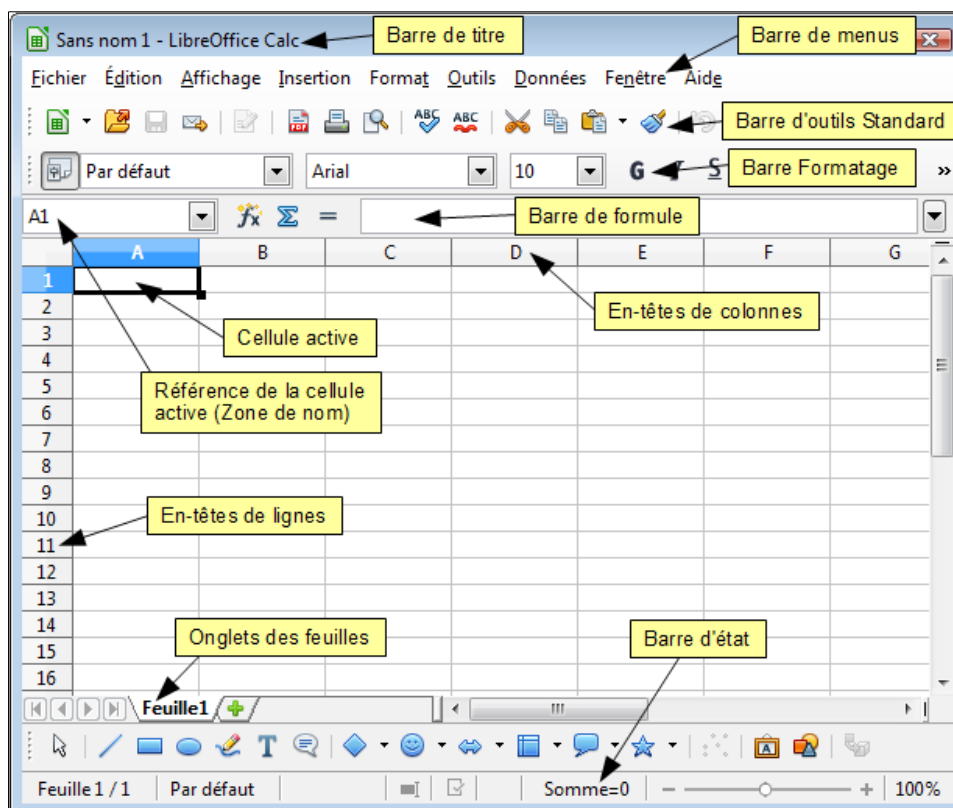 Sans nom 1 - LibreOffice Calc
Barre de titre
Barre de menus
Fichier Édition Affichage Insertion Format Outils Données Fenêtre Aide
ABC
ABC
Barre d'outils Standard
Par défaut
Arial
10
G
S
Barre Formatage
»
A1
fx Σ =
Barre de formule
A B C D E F G
1
2
3
4
5
6
7
8
9
10
11
12
13
14
15
16
En-têtes de colonnes
Cellule active
Référence de la cellule
active (Zone de nom)
En-têtes de lignes
Onglets des feuilles
Barre d'état
Feuille1
T
A
Feuille 1 / 1
Par défaut
Somme=0
100%